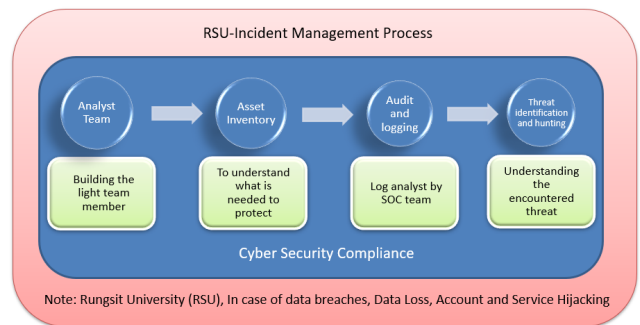 RSU-Incident Management Process
Analyst
Team
Asset
Inventory
Audit
and
logging
Threat
identification
and hunting
Building the
light team
member
To understand
what is
needed to
protect
Log analyst by
SOC team
Understanding
the
encountered
threat
Cyber Security Compliance
Note: Rungsit University (RSU), In case of data breaches, Data Loss, Account and Service Hijacking